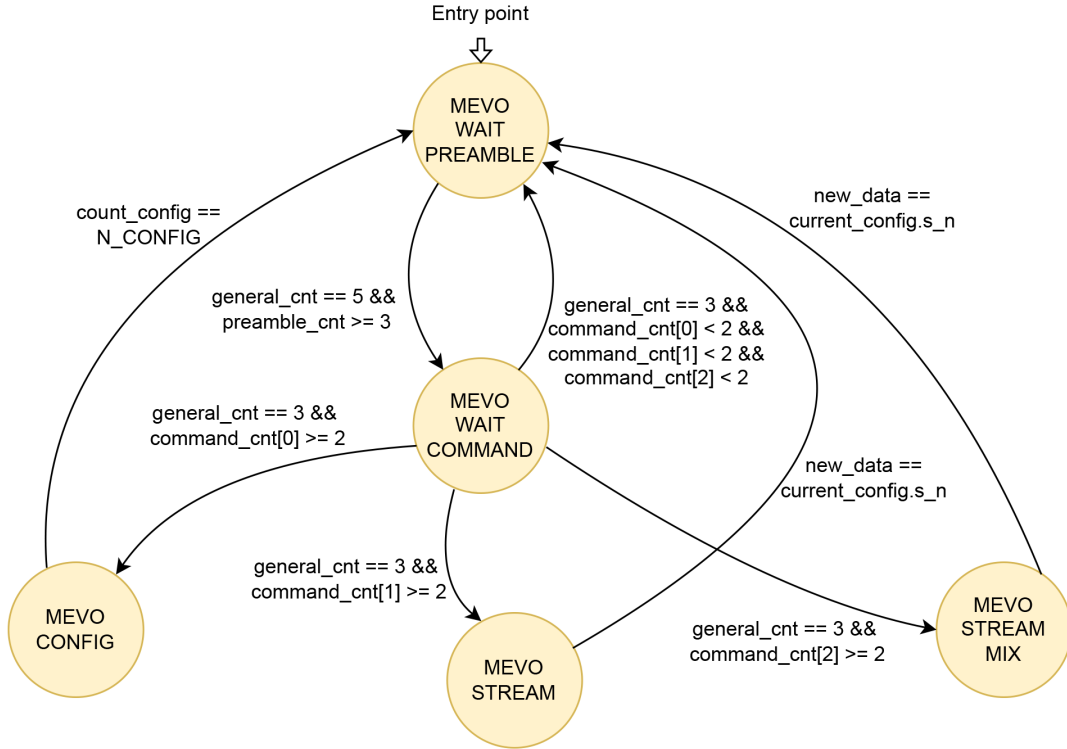 Entry point
MEVO
WAIT
PREAMBLE
count_config ==
N_CONFIG
new_data ==
current_config.s_n
general_cnt == 5 &&
preamble_cnt >= 3
general_cnt == 3 &&
command_cnt[0] < 2 &&
command_cnt[1] < 2 &&
command_cnt[2] < 2
MEVO
WAIT
COMMAND
general_cnt == 3 &&
command_cnt[0] >= 2
new_data ==
current_config.s_n
general_cnt == 3 &&
command_cnt[1] >= 2
general_cnt == 3 &&
command_cnt[2] >= 2
MEVO
CONFIG
MEVO
STREAM
MEVO
STREAM
MIX